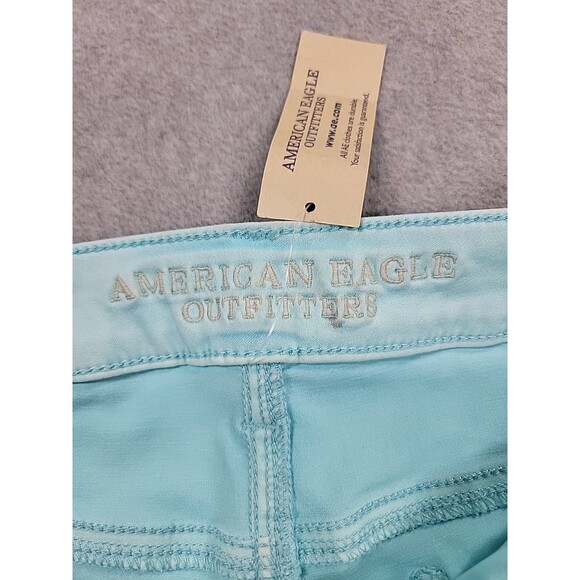 AMERICAN EAGLE
OUTFITTERS
www.ae.com
All AE clothes are durable.
Your satisfaction is guaranteed.
AMERICAN EAGLE
OUTFITTERS